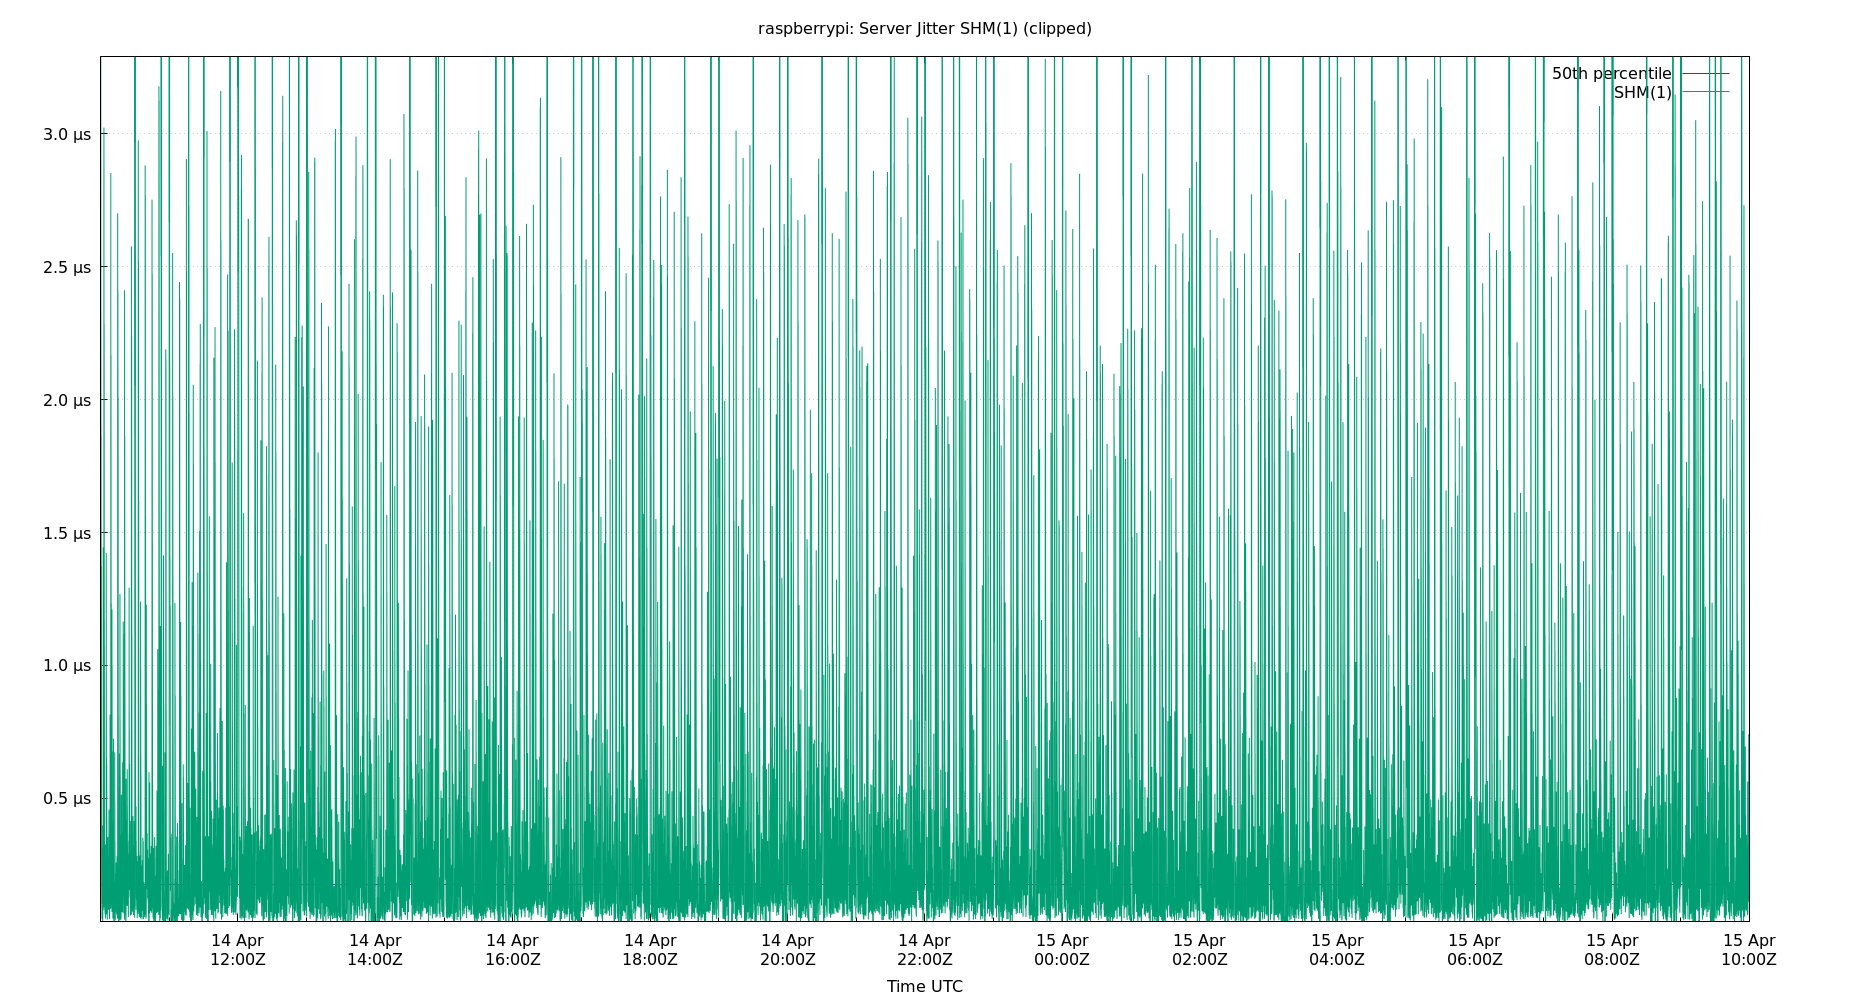 raspberrypi: Server Jitter SHM(1) (clipped)
50th percentile
SHM(1)
3.0 µs
2.5 µs
2.0 µs
1.5 µs
1.0 µs
0.5 µs
14 Apr 14 Apr 14 Apr 14 Apr 14 Apr 14 Apr 15 Apr 15 Apr 15 Apr 15 Apr 15 Apr 15 Apr
12:00Z 14:00Z 16:00Z 18:00Z 20:00Z 22:00Z 00:00Z 02:00Z 04:00Z 06:00Z 08:00Z 10:00Z
Time UTC